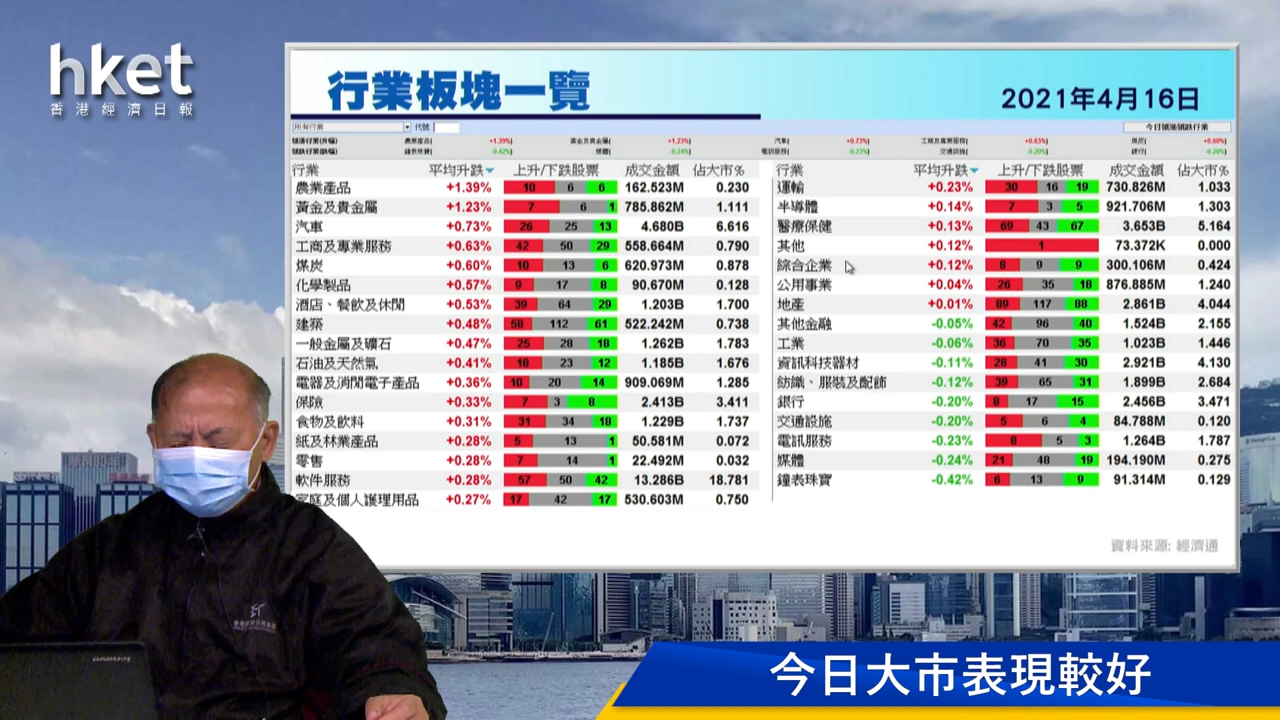 hket
香港經濟日報
行業板塊一覽
2021年4月16日
所有行業 代號 今日領漲領跌行業
行業 平均升跌 上升/下跌股票 成交金額 佔大市%
農業產品 +1.39% 10 6 6 162.523M 0.230
黃金及貴金屬 +1.23% 7 6 1 785.862M 1.111
汽車 +0.73% 26 25 13 4.680B 6.616
工商及專業服務 +0.63% 42 50 29 558.664M 0.790
煤炭 +0.60% 10 13 6 620.973M 0.878
化學製品 +0.57% 9 17 8 90.670M 0.128
酒店、餐飲及休閒 +0.53% 39 64 29 1.203B 1.700
建築 +0.48% 58 112 61 522.242M 0.738
一般金屬及礦石 +0.47% 25 28 18 1.262B 1.783
石油及天然氣 +0.41% 18 23 12 1.185B 1.676
電器及消閒電子產品 +0.36% 10 20 14 909.069M 1.285
保險 +0.33% 7 3 8 2.413B 3.411
食物及飲料 +0.31% 31 34 18 1.229B 1.737
紙及林業產品 +0.28% 5 13 1 50.581M 0.072
零售 +0.28% 7 14 1 22.492M 0.032
軟件服務 +0.28% 57 50 42 13.286B 18.781
家庭及個人護理用品 +0.27% 17 42 17 530.603M 0.750
行業 平均升跌 上升/下跌股票 成交金額 佔大市%
運輸 +0.23% 30 16 19 730.826M 1.033
半導體 +0.14% 7 3 5 921.706M 1.303
醫療保健 +0.13% 69 43 67 3.653B 5.164
其他 +0.12% 1 73.372K 0.000
綜合企業 +0.12% 8 9 9 300.106M 0.424
公用事業 +0.04% 26 35 18 876.885M 1.240
地產 +0.01% 89 117 88 2.861B 4.044
其他金融 -0.05% 42 96 40 1.524B 2.155
工業 -0.06% 36 70 35 1.023B 1.446
資訊科技器材 -0.11% 28 41 30 2.921B 4.130
紡織、服裝及配飾 -0.12% 39 65 31 1.899B 2.684
銀行 -0.20% 8 17 15 2.456B 3.471
交通設施 -0.20% 5 6 4 84.788M 0.120
電訊服務 -0.23% 8 5 3 1.264B 1.787
媒體 -0.24% 21 48 19 194.190M 0.275
鐘表珠寶 -0.42% 6 13 9 91.314M 0.129
資料來源: 經濟通
lenovo
今日大市表現較好